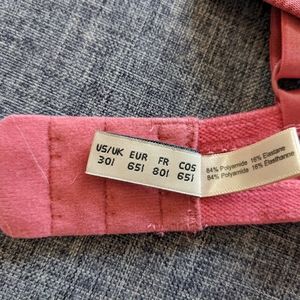 US/UK EUR FR COS
30I 65I 80I 65I
84% Polyamide 16% Elastane
84% Polyamide 16% Elasthanne